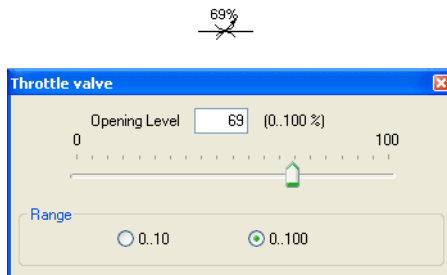 69%
Throttle valve
Opening Level 69 (0..100 %)
0 100
Range
0..10 0..100